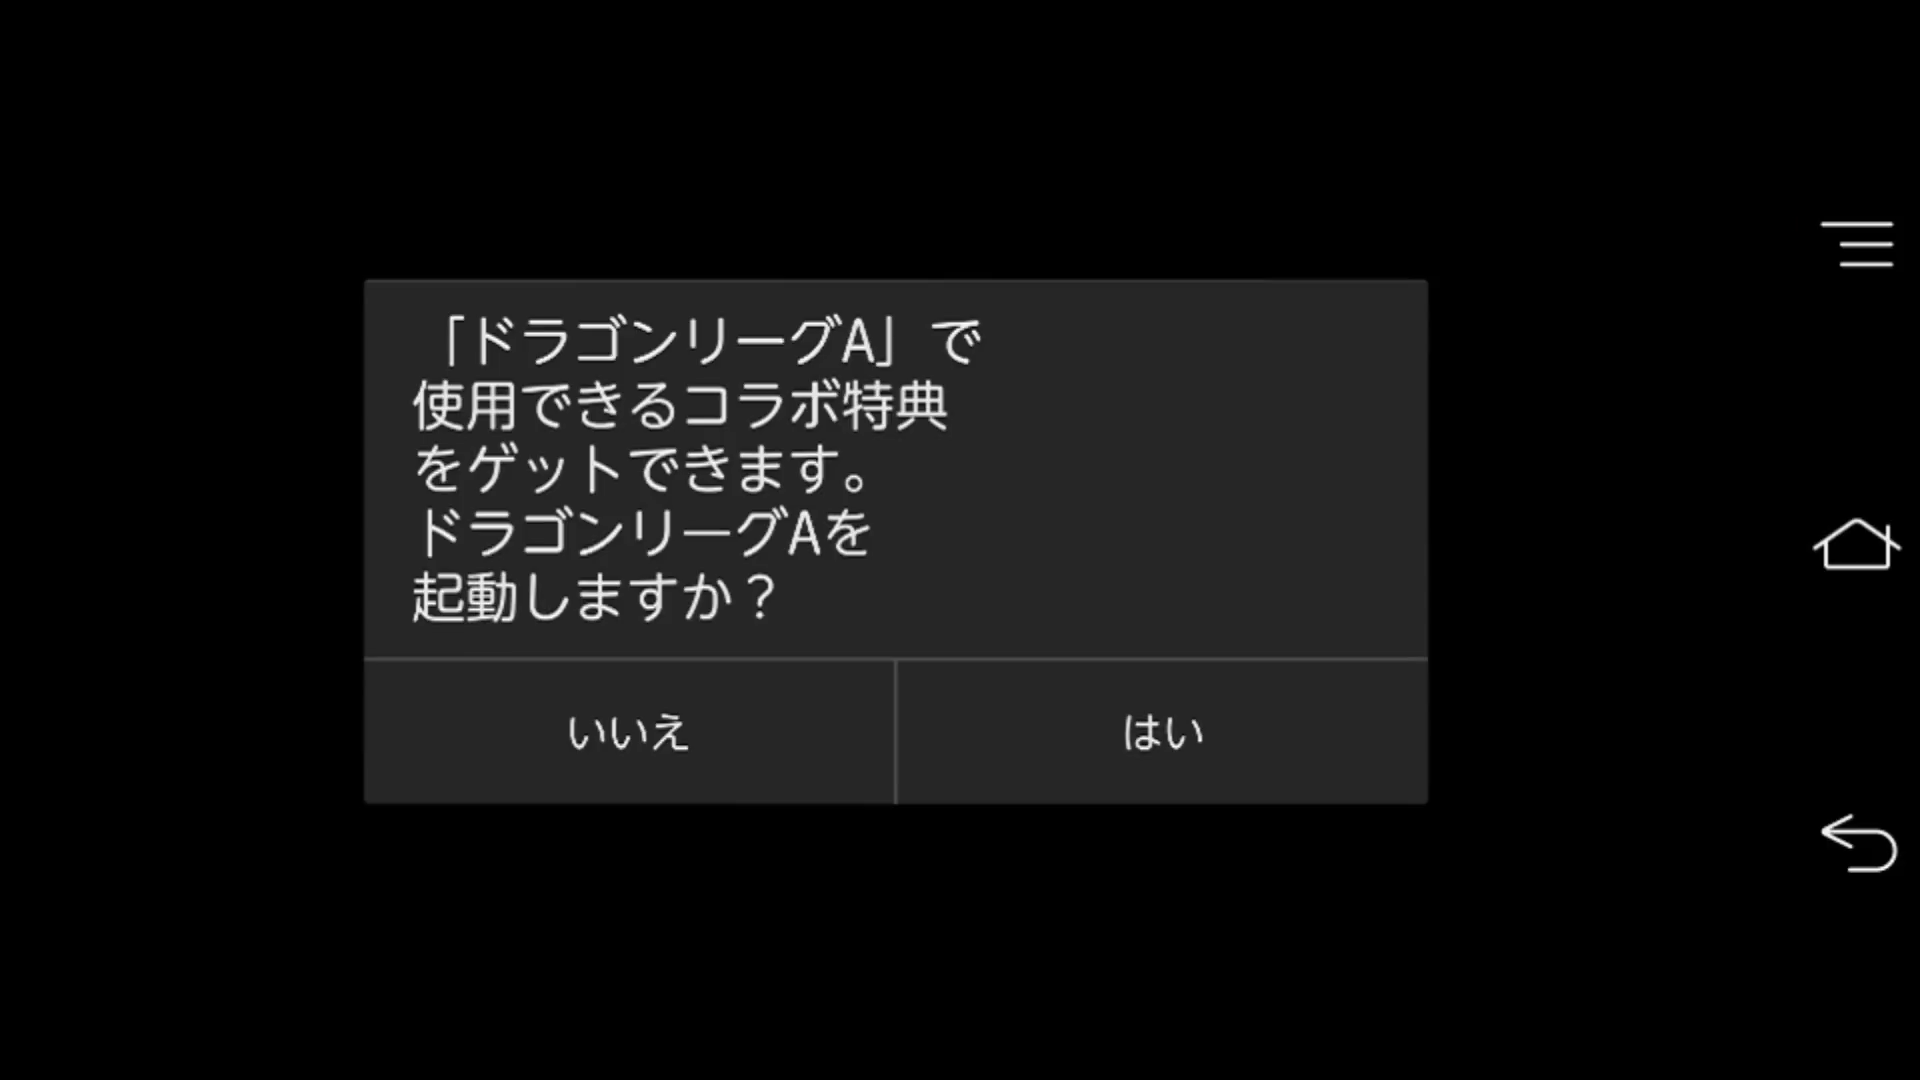 「ドラゴンリーグA」で
使用できるコラボ特典
をゲットできます。
ドラゴンリーグAを
起動しますか？
いいえ
はい